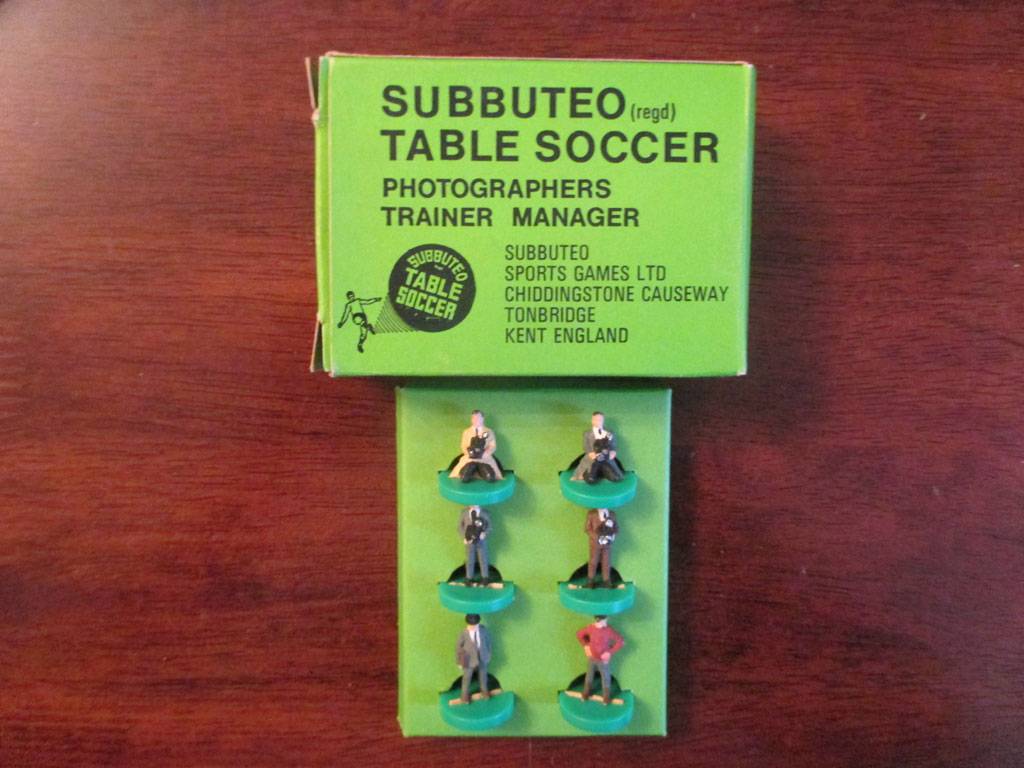 SUBBUTEO (regd)
TABLE SOCCER
PHOTOGRAPHERS
TRAINER MANAGER
SUBBUTEO
TABLE
SOCCER
SUBBUTEO
SPORTS GAMES LTD
CHIDDINGSTONE CAUSEWAY
TONBRIDGE
KENT ENGLAND